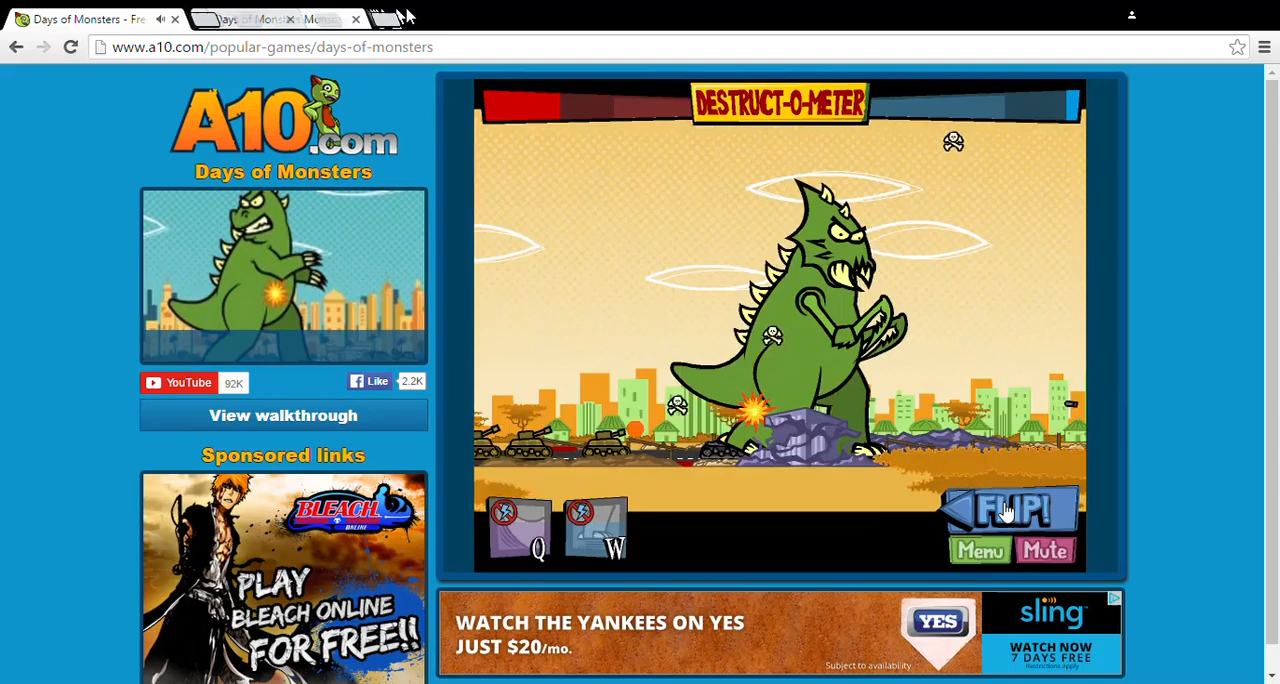 Days of Monsters - Fre
www.a10.com/popular-games/days-of-monsters
A10.com
Days of Monsters
YouTube 92K
Like 2.2K
View walkthrough
Sponsored links
BLEACH
ONLINE
PLAY
BLEACH ONLINE
FOR FREE!!
DESTRUCT-O-METER
Q
W
FLIP!
Menu
Mute
WATCH THE YANKEES ON YES
JUST $20/mo.
YES
Subject to availability
sling
WATCH NOW
7 DAYS FREE
Restrictions Apply